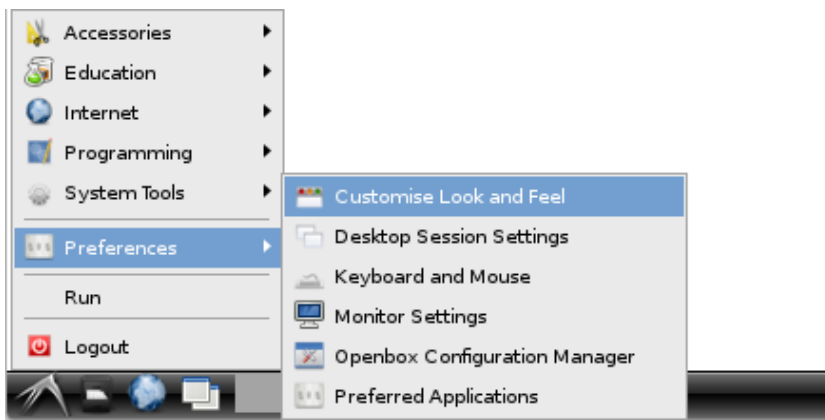 Accessories
Education
Internet
Programming
System Tools
Preferences
Run
Logout
Customise Look and Feel
Desktop Session Settings
Keyboard and Mouse
Monitor Settings
Openbox Configuration Manager
Preferred Applications